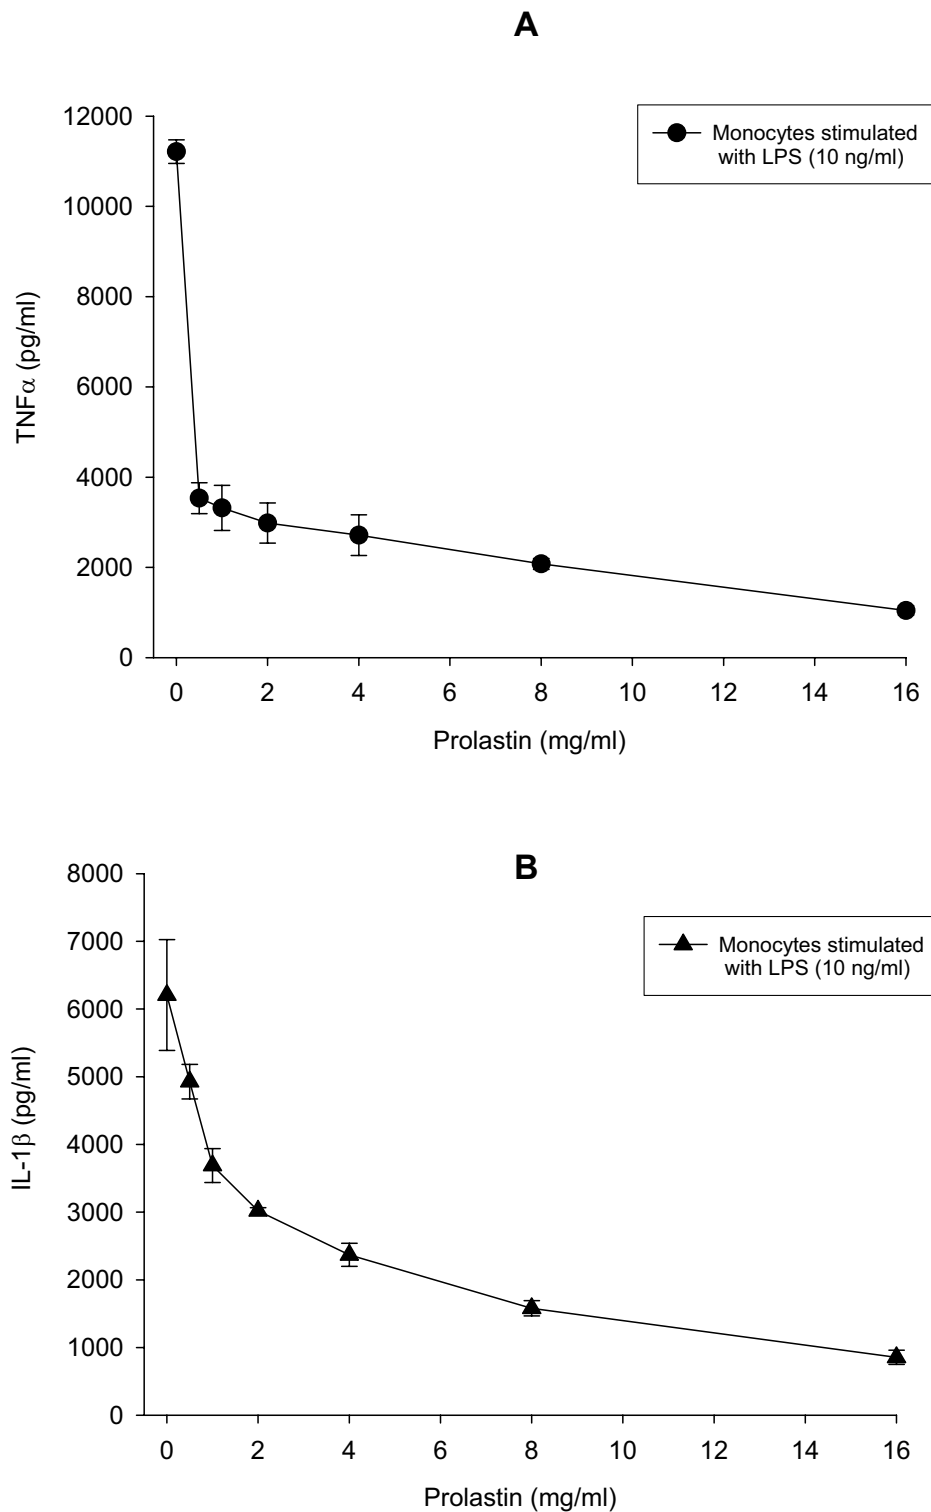 A
12000
10000
8000
6000
4000
2000
0
TNFα (pg/ml)
Monocytes stimulated
with LPS (10 ng/ml)
0 2 4 6 8 10 12 14 16
Prolastin (mg/ml)
B
8000
7000
6000
5000
4000
3000
2000
1000
0
IL-1β (pg/ml)
Monocytes stimulated
with LPS (10 ng/ml)
0 2 4 6 8 10 12 14 16
Prolastin (mg/ml)